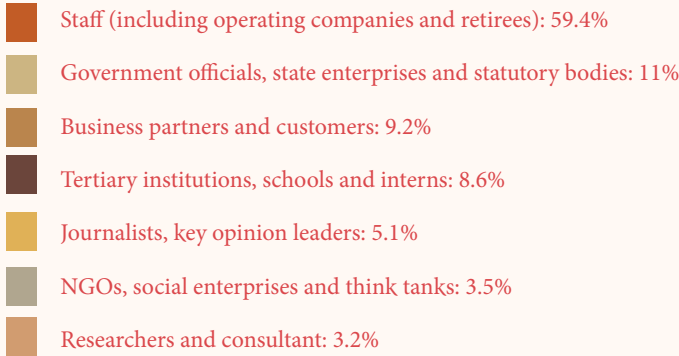 Staff (including operating companies and retirees): 59.4%
Government officials, state enterprises and statutory bodies: 11%
Business partners and customers: 9.2%
Tertiary institutions, schools and interns: 8.6%
Journalists, key opinion leaders: 5.1%
NGOs, social enterprises and think tanks: 3.5%
Researchers and consultant: 3.2%